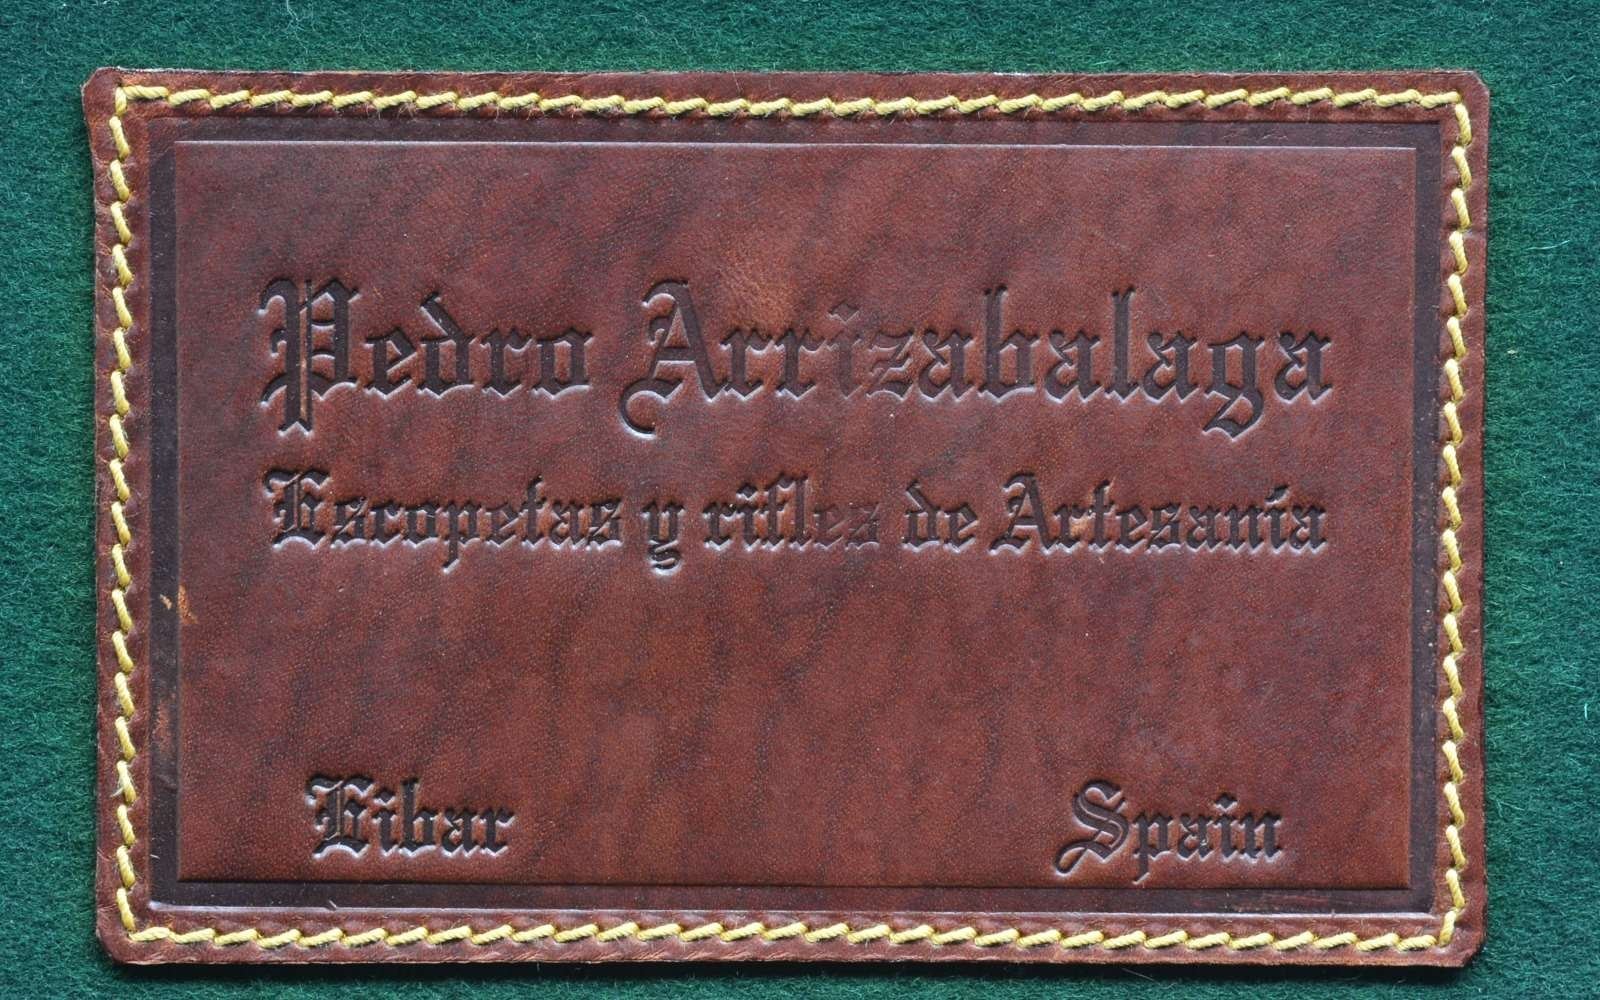 Pedro Arrizabalaga
Escopetas y rifles de Artesanía
Eibar Spain